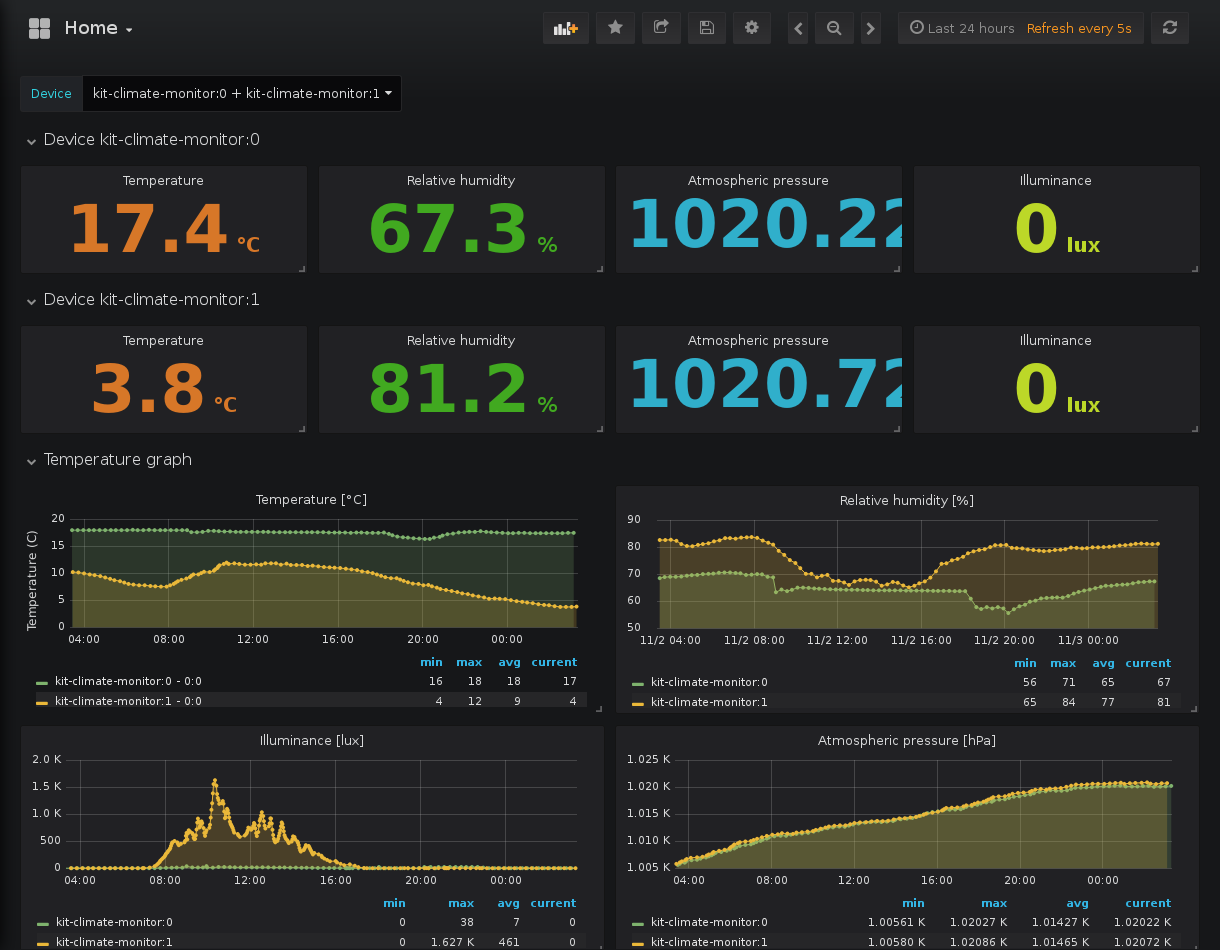 Home
Last 24 hours Refresh every 5s
Device kit-climate-monitor:0 + kit-climate-monitor:1
Device kit-climate-monitor:0
Temperature Relative humidity Atmospheric pressure Illuminance
17.4 °C 67.3 % 1020.22 0 lux
Device kit-climate-monitor:1
Temperature Relative humidity Atmospheric pressure Illuminance
3.8 °C 81.2 % 1020.72 0 lux
Temperature graph
Temperature [°C]
Temperature (C)
20
15
10
5
0
04:00 08:00 12:00 16:00 20:00 00:00
min max avg current
kit-climate-monitor:0 - 0:0 16 18 18 17
kit-climate-monitor:1 - 0:0 4 12 9 4
Relative humidity [%]
90
80
70
60
50
11/2 04:00 11/2 08:00 11/2 12:00 11/2 16:00 11/2 20:00 11/3 00:00
min max avg current
kit-climate-monitor:0 56 71 65 67
kit-climate-monitor:1 65 84 77 81
Illuminance [lux]
2.0 K
1.5 K
1.0 K
500
0
04:00 08:00 12:00 16:00 20:00 00:00
min max avg current
kit-climate-monitor:0 0 38 7 0
kit-climate-monitor:1 0 1.627 K 461 0
Atmospheric pressure [hPa]
1.025 K
1.020 K
1.015 K
1.010 K
1.005 K
04:00 08:00 12:00 16:00 20:00 00:00
min max avg current
kit-climate-monitor:0 1.00561 K 1.02027 K 1.01427 K 1.02022 K
kit-climate-monitor:1 1.00580 K 1.02086 K 1.01465 K 1.02072 K